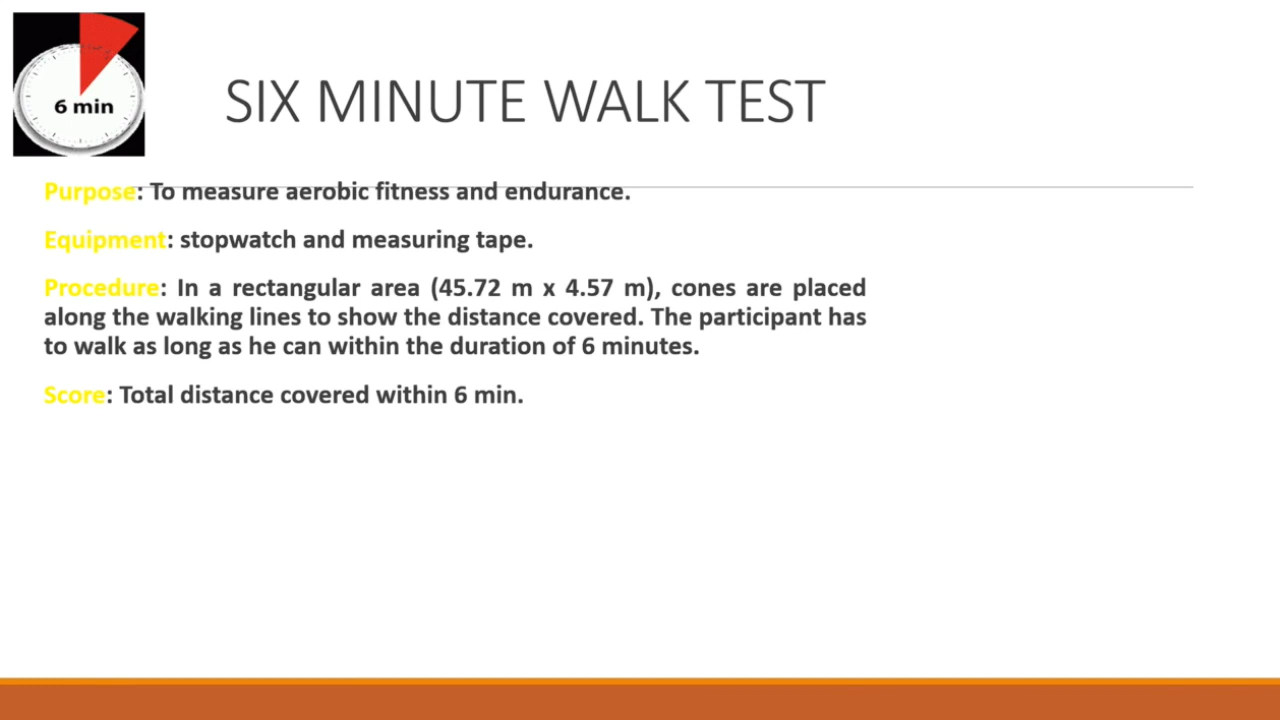 6 min
SIX MINUTE WALK TEST
Purpose: To measure aerobic fitness and endurance.
Equipment: stopwatch and measuring tape.
Procedure: In a rectangular area (45.72 m x 4.57 m), cones are placed
along the walking lines to show the distance covered. The participant has
to walk as long as he can within the duration of 6 minutes.
Score: Total distance covered within 6 min.